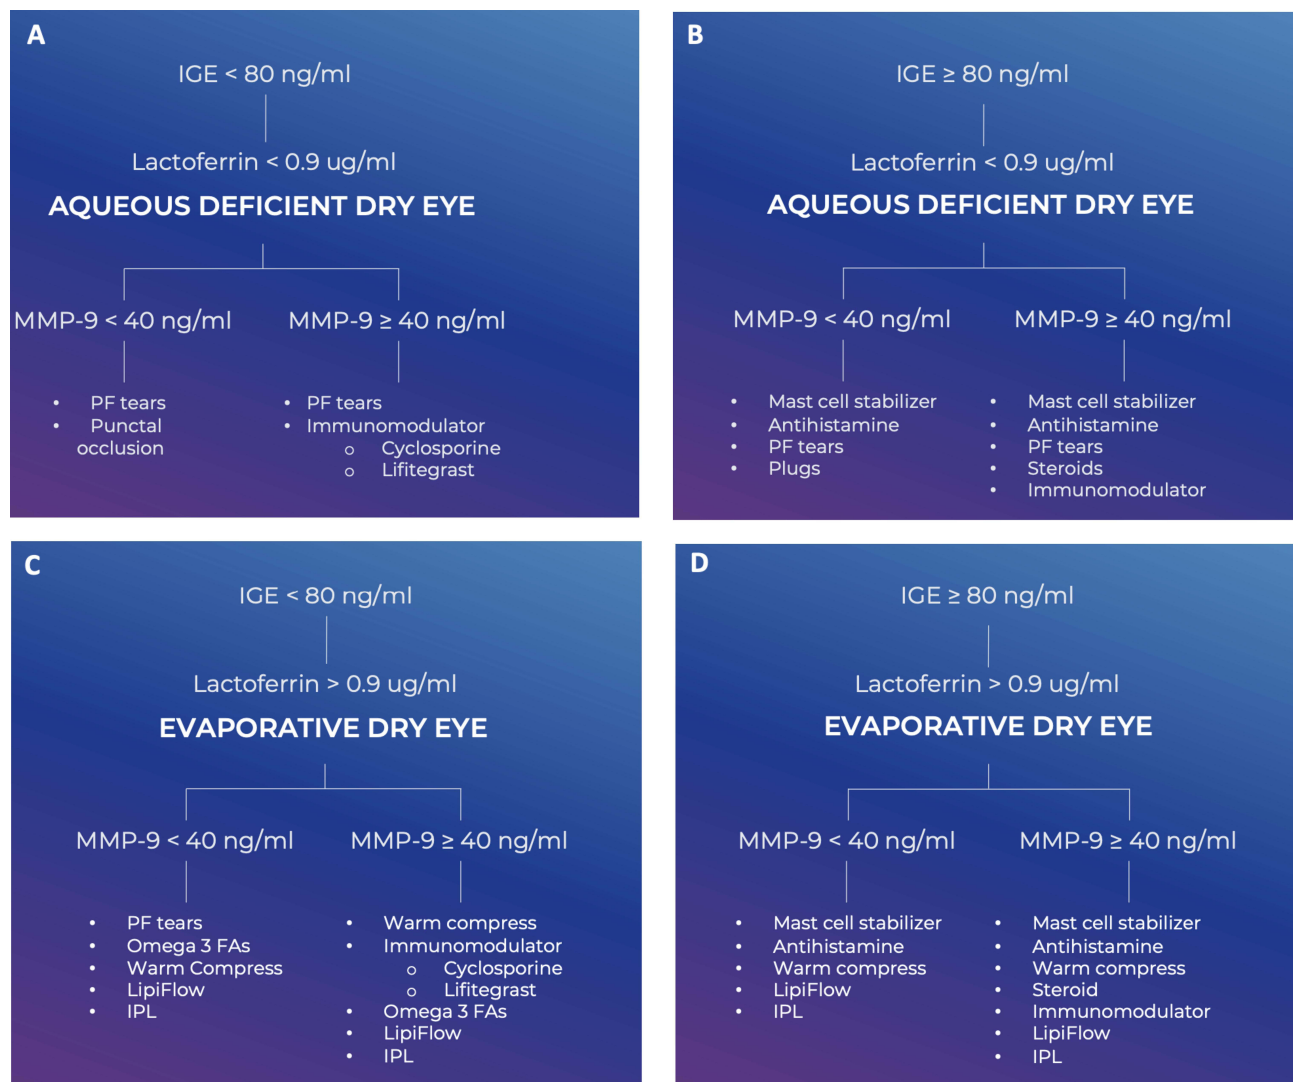 A
IGE < 80 ng/ml
Lactoferrin < 0.9 ug/ml
AQUEOUS DEFICIENT DRY EYE
MMP-9 < 40 ng/ml
• PF tears
• Punctal
occlusion
MMP-9 ≥ 40 ng/ml
• PF tears
• Immunomodulator
o Cyclosporine
o Lifitegrast
B
IGE ≥ 80 ng/ml
Lactoferrin < 0.9 ug/ml
AQUEOUS DEFICIENT DRY EYE
MMP-9 < 40 ng/ml
• Mast cell stabilizer
• Antihistamine
• PF tears
• Plugs
MMP-9 ≥ 40 ng/ml
• Mast cell stabilizer
• Antihistamine
• PF tears
• Steroids
• Immunomodulator
C
IGE < 80 ng/ml
Lactoferrin > 0.9 ug/ml
EVAPORATIVE DRY EYE
MMP-9 < 40 ng/ml
• PF tears
• Omega 3 FAs
• Warm Compress
• LipiFlow
• IPL
MMP-9 ≥ 40 ng/ml
• Warm compress
• Immunomodulator
o Cyclosporine
o Lifitegrast
• Omega 3 FAs
• LipiFlow
• IPL
D
IGE ≥ 80 ng/ml
Lactoferrin > 0.9 ug/ml
EVAPORATIVE DRY EYE
MMP-9 < 40 ng/ml
• Mast cell stabilizer
• Antihistamine
• Warm compress
• LipiFlow
• IPL
MMP-9 ≥ 40 ng/ml
• Mast cell stabilizer
• Antihistamine
• Warm compress
• Steroid
• Immunomodulator
• LipiFlow
• IPL